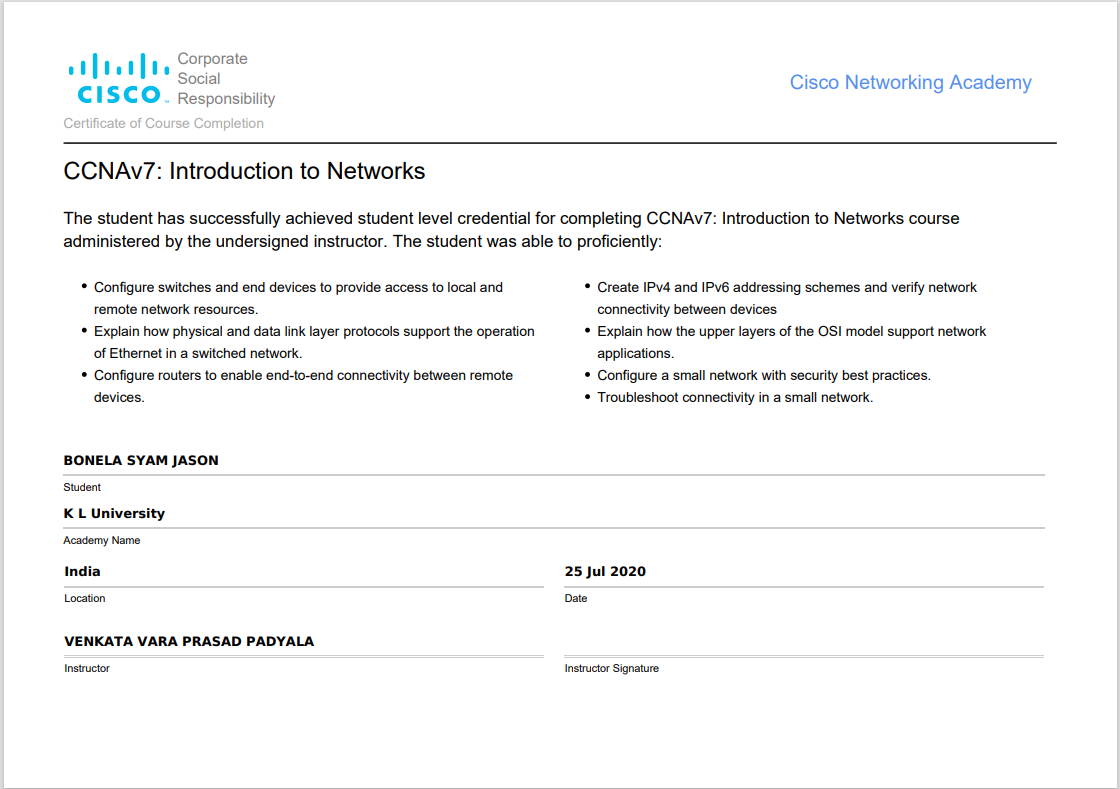 CISCO
Corporate
Social
Responsibility
Cisco Networking Academy
Certificate of Course Completion
CCNAv7: Introduction to Networks
The student has successfully achieved student level credential for completing CCNAv7: Introduction to Networks course
administered by the undersigned instructor. The student was able to proficiently:
• Configure switches and end devices to provide access to local and
remote network resources.
• Explain how physical and data link layer protocols support the operation
of Ethernet in a switched network.
• Configure routers to enable end-to-end connectivity between remote
devices.
• Create IPv4 and IPv6 addressing schemes and verify network
connectivity between devices
• Explain how the upper layers of the OSI model support network
applications.
• Configure a small network with security best practices.
• Troubleshoot connectivity in a small network.
BONELA SYAM JASON
Student
K L University
Academy Name
India
Location
25 Jul 2020
Date
VENKATA VARA PRASAD PADYALA
Instructor
Instructor Signature